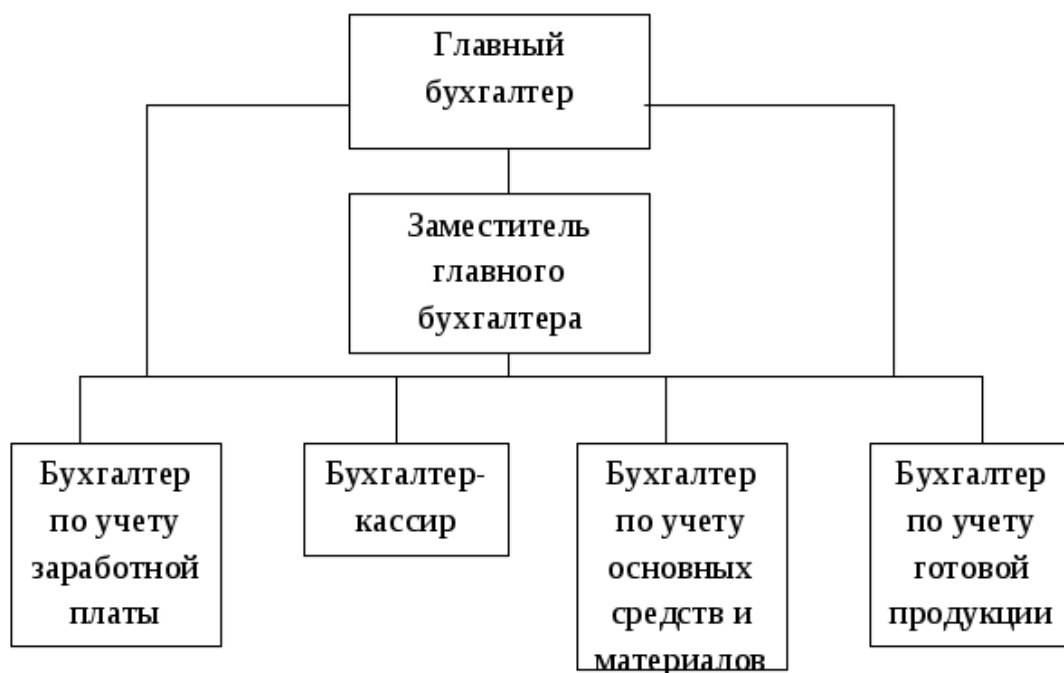 Главный
бухгалтер
Заместитель
главного
бухгалтера
Бухгалтер
по учету
заработной
платы
Бухгалтер-
кассир
Бухгалтер
по учету
основных
средств и
материалов
Бухгалтер
по учету
готовой
продукции